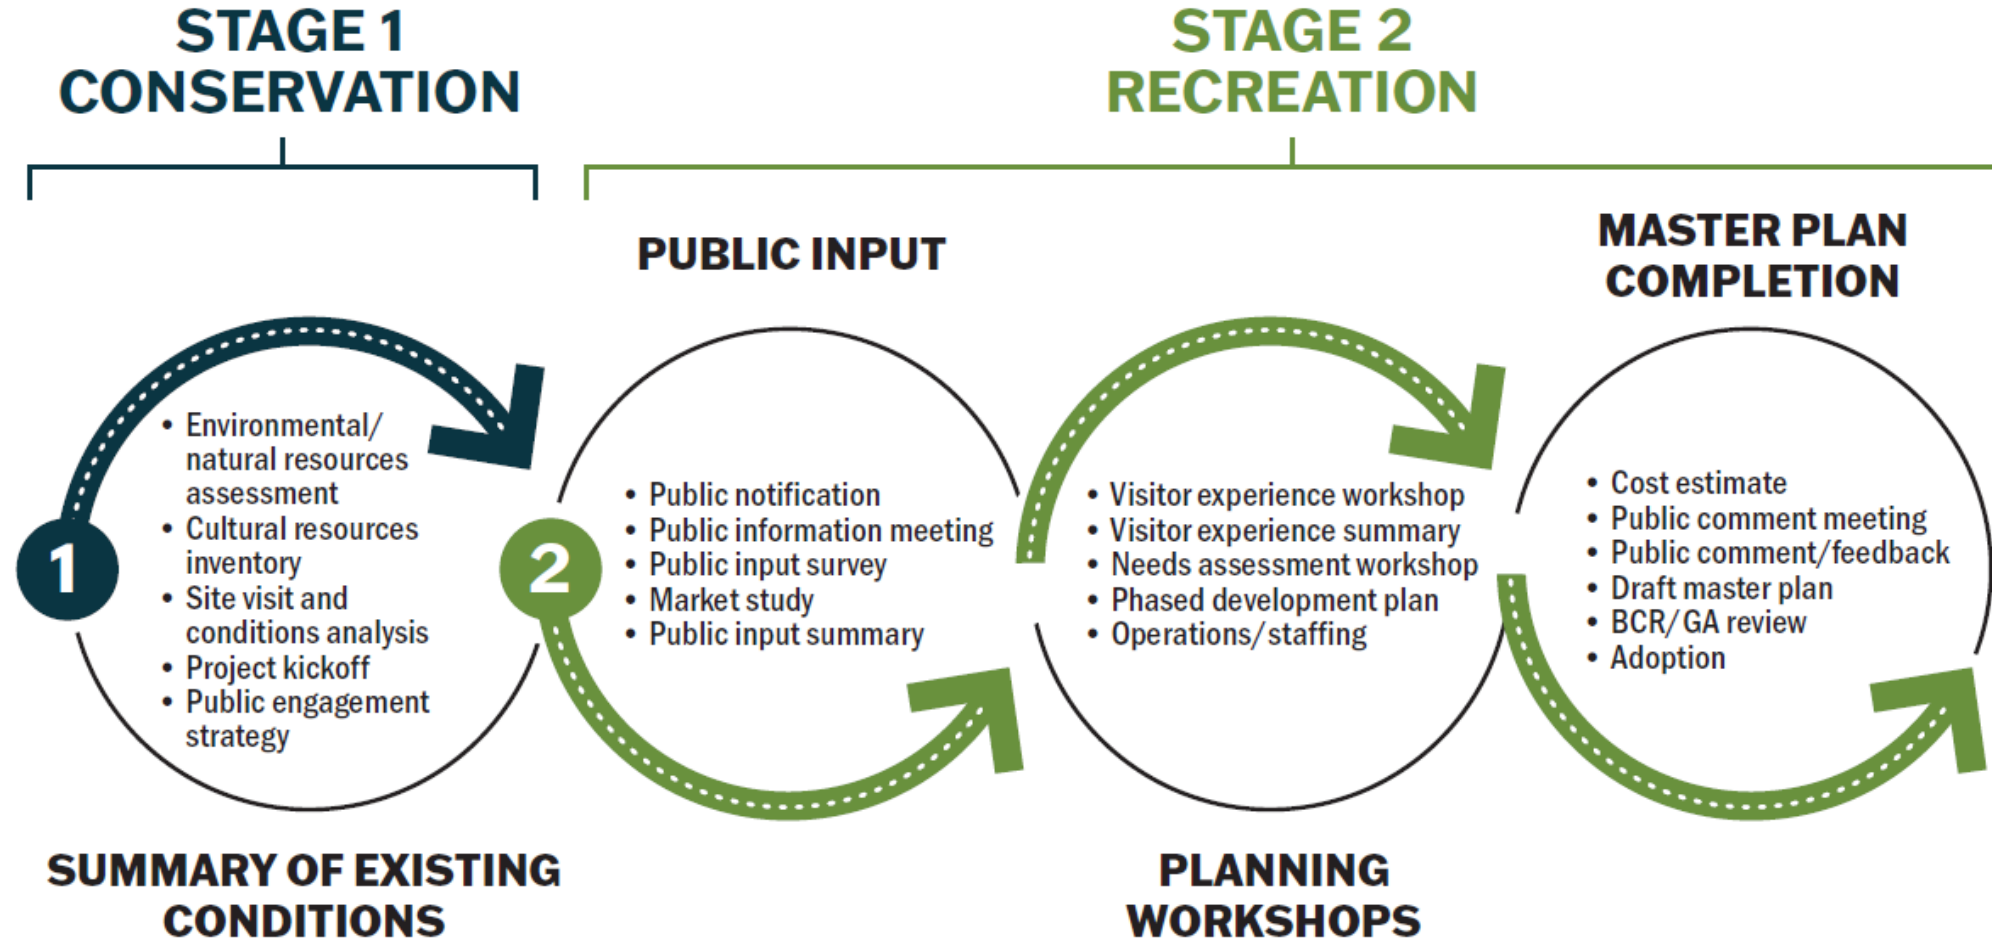 STAGE 1
CONSERVATION
STAGE 2
RECREATION
1
• Environmental/
natural resources
assessment
• Cultural resources
inventory
• Site visit and
conditions analysis
• Project kickoff
• Public engagement
strategy
SUMMARY OF EXISTING
CONDITIONS
2
PUBLIC INPUT
• Public notification
• Public information meeting
• Public input survey
• Market study
• Public input summary
• Visitor experience workshop
• Visitor experience summary
• Needs assessment workshop
• Phased development plan
• Operations/staffing
PLANNING
WORKSHOPS
MASTER PLAN
COMPLETION
• Cost estimate
• Public comment meeting
• Public comment/feedback
• Draft master plan
• BCR/GA review
• Adoption